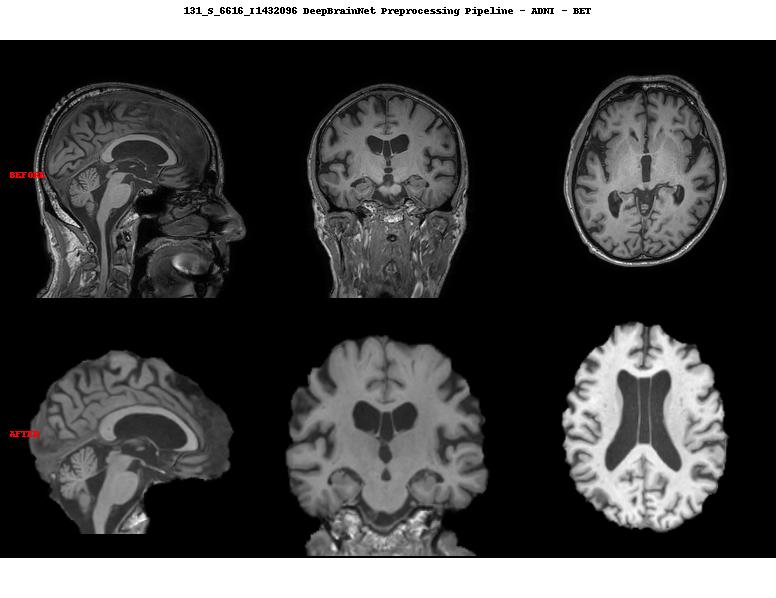 131_S_6616_I1432096 DeepBrainNet Preprocessing Pipeline - ADNI - BET
BEFORE
AFTER